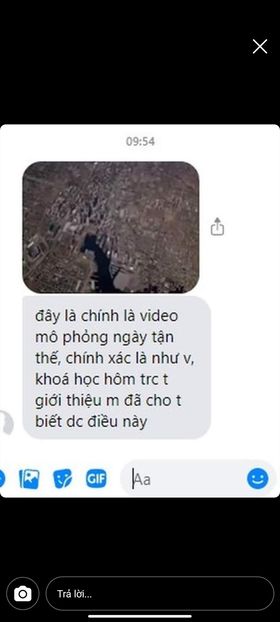 09:54
đây là chính là video
mô phỏng ngày tận
thế, chính xác là như v,
khoá học hôm trc t
giới thiệu m đã cho t
biết dc điều này
GIF
Aa
Trả lời...